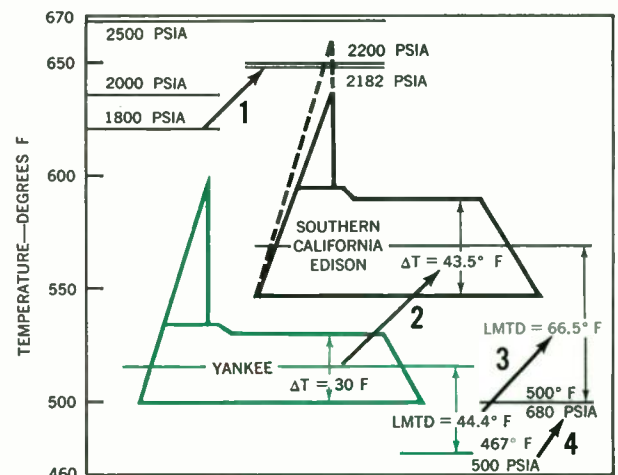 670
2500 PSIA
650
2200 PSIA
2182 PSIA
2000 PSIA
1800 PSIA
1
TEMPERATURE—DEGREES F
600
SOUTHERN
CALIFORNIA
EDISON
ΔT = 43.5° F
550
2
LMTD = 66.5° F
3
YANKEE
ΔT = 30 F
500° F
500
680 PSIA
LMTD = 44.4° F
467° F
4
500 PSIA
460